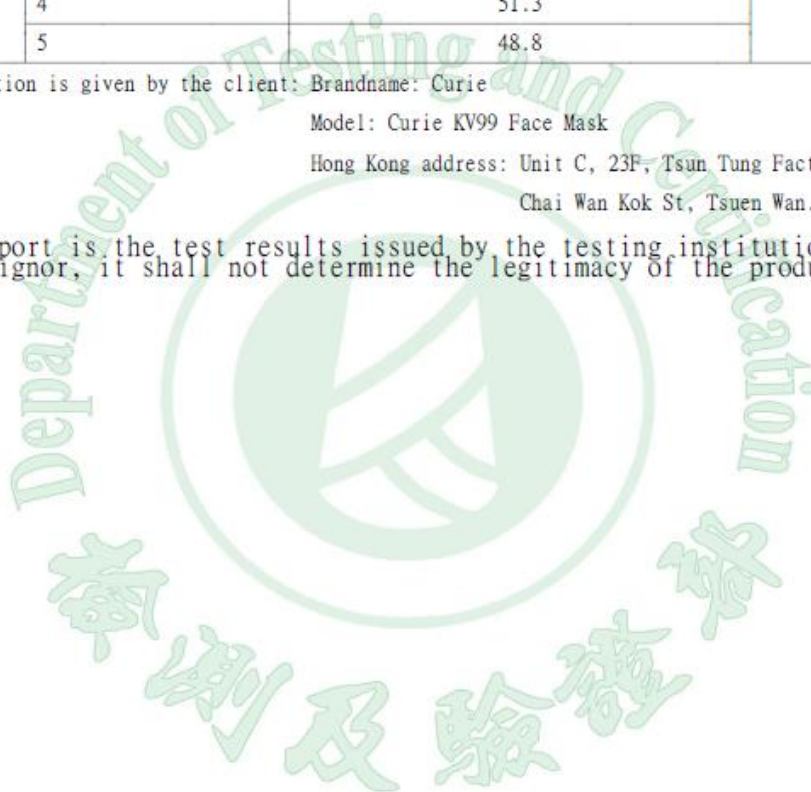 4 51.3
5 48.8
tion is given by the client: Brandname: Curie
Model: Curie KV99 Face Mask
Hong Kong address: Unit C, 23F, Tsun Tung Fact
Chai Wan Kok St, Tsuen Wan.
port is the test results issued by the testing institutio
ignor, it shall not determine the legitimacy of the produ
Department of Testing and Certification
檢測及驗證部